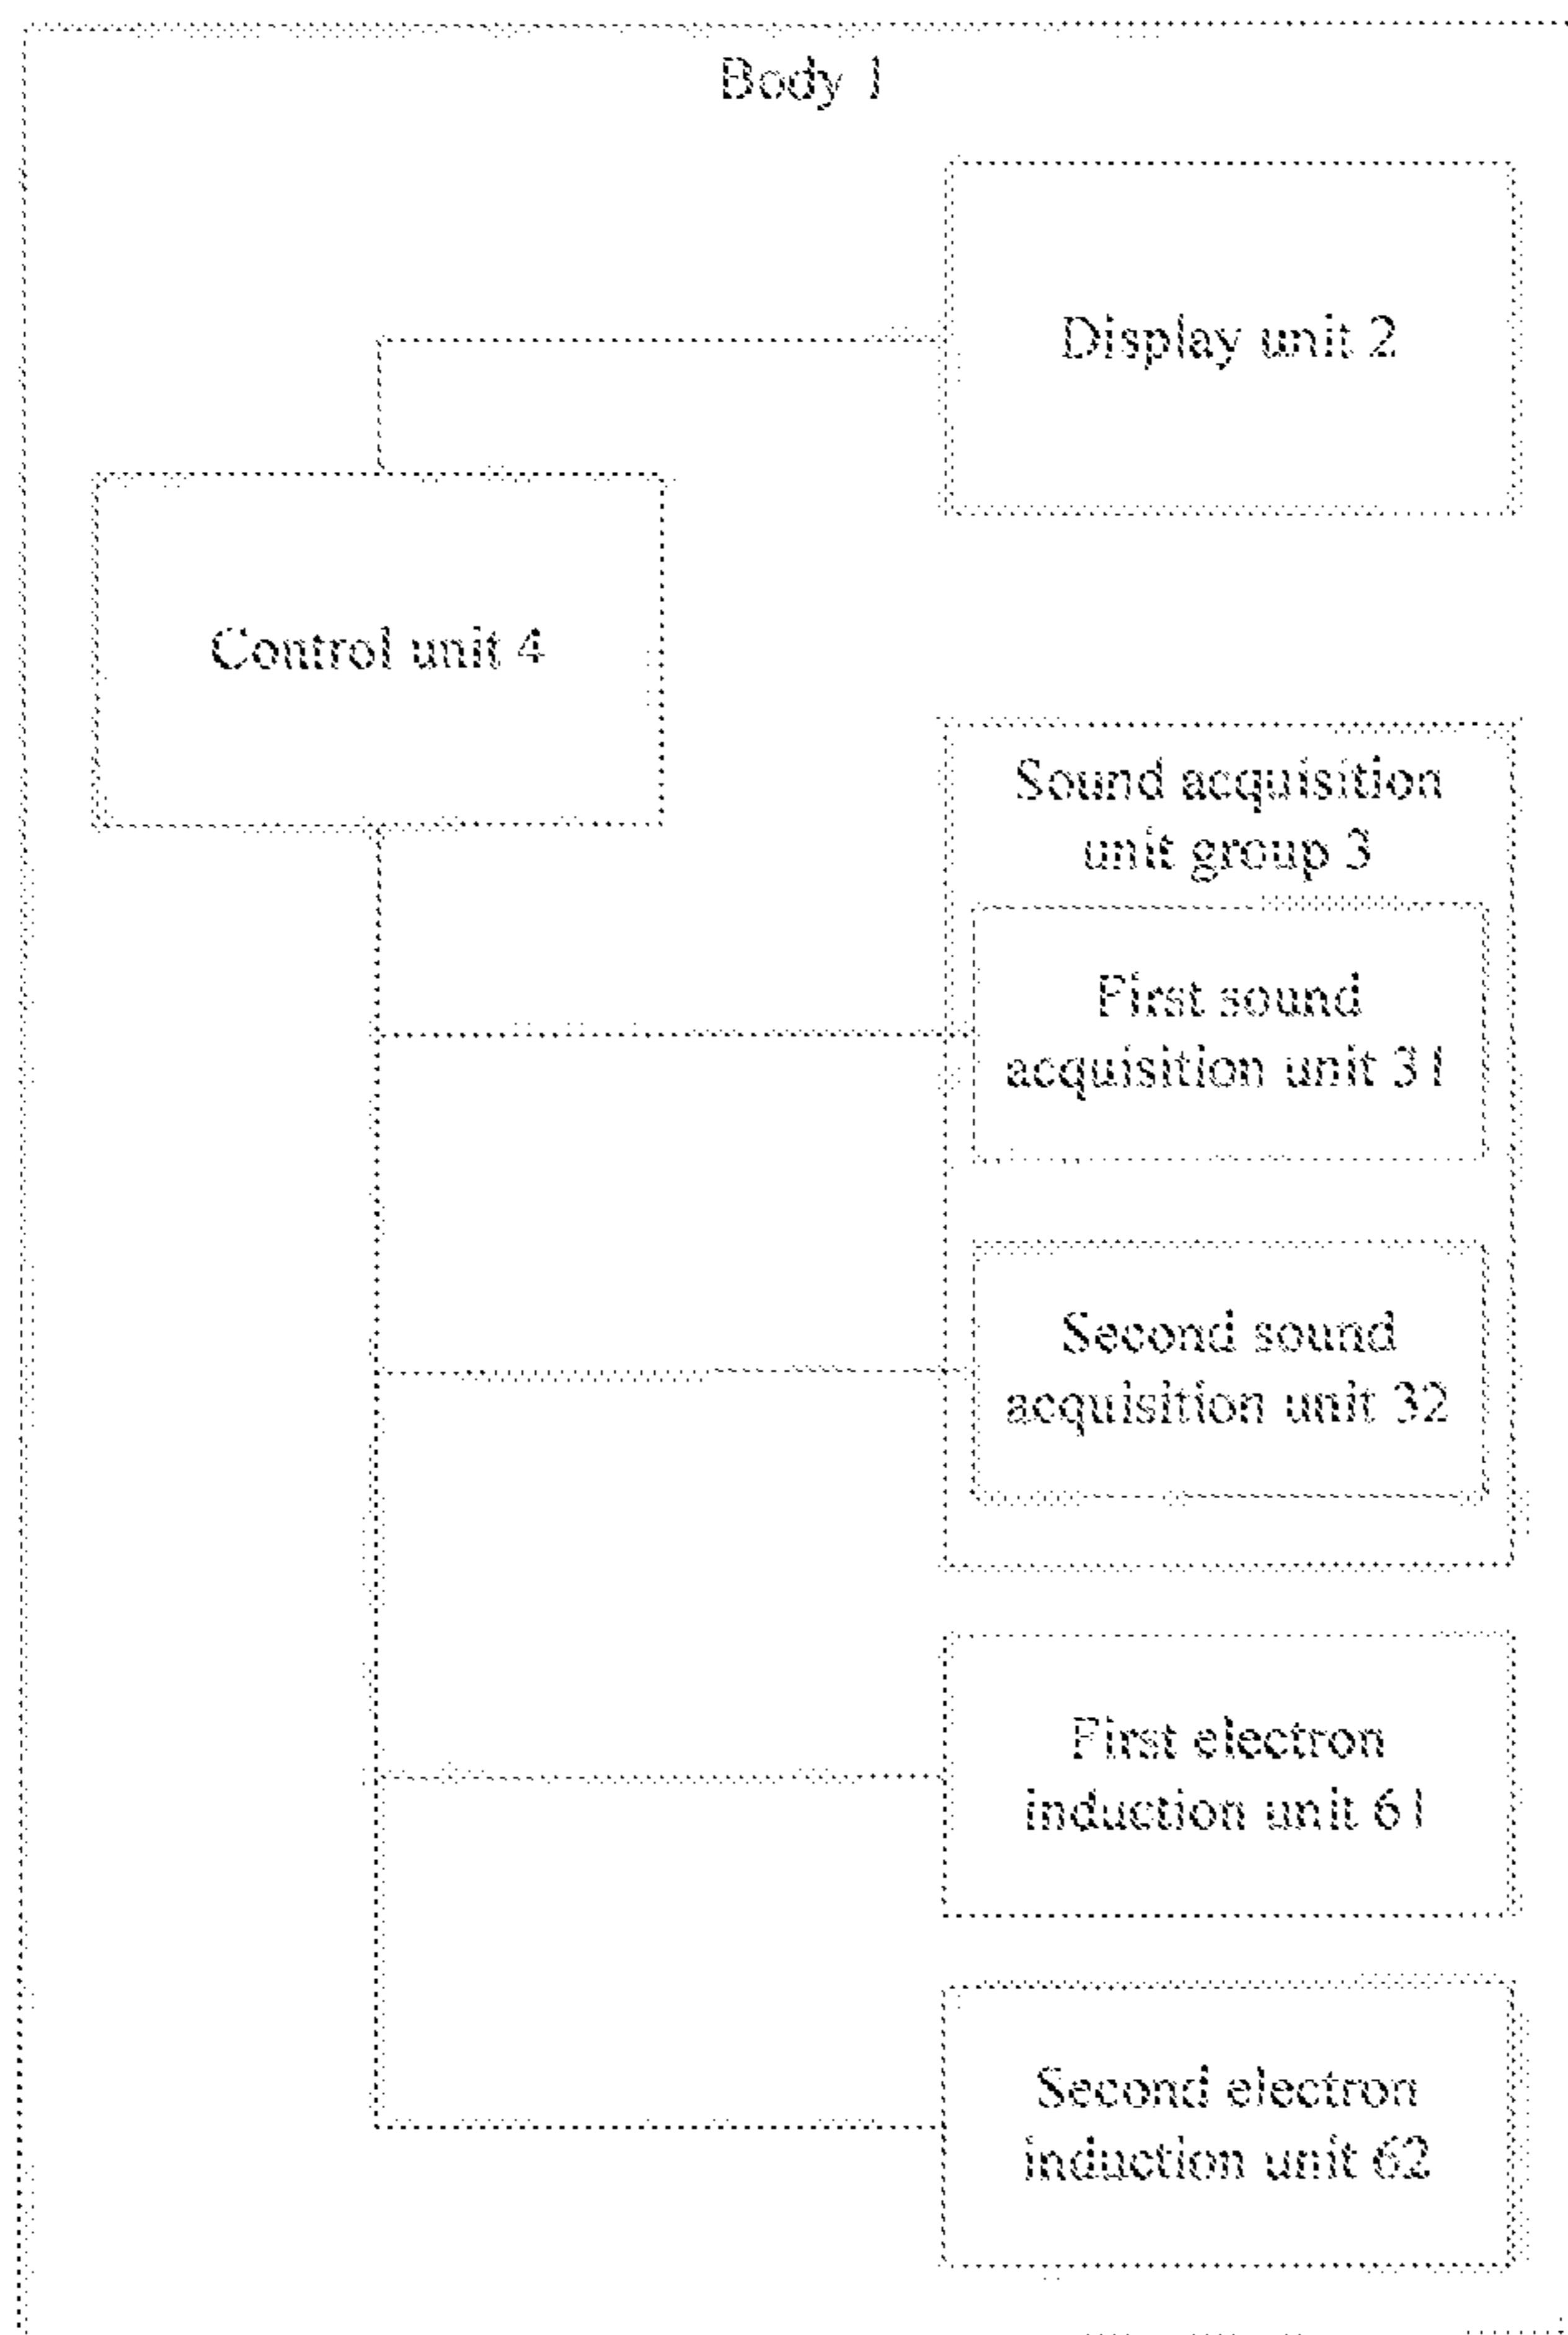 Body 1
Display unit 2
Control unit 4
Sound acquisition
unit group 3
First sound
acquisition unit 31
Second sound
acquisition unit 32
First electron
induction unit 61
Second electron
induction unit 62